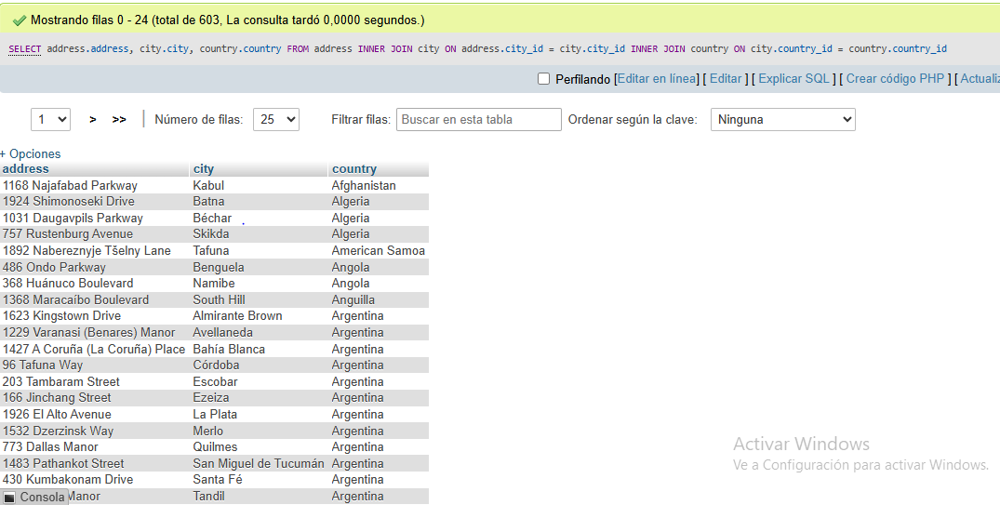 Mostrando filas 0 - 24 (total de 603, La consulta tardó 0,0000 segundos.)
SELECT address.address, city.city, country.country FROM address INNER JOIN city ON address.city_id = city.city_id INNER JOIN country ON city.country_id = country.country_id
Perfilando [Editar en línea] [ Editar ] [ Explicar SQL ] [ Crear código PHP ] [ Actualiz
1 > >> Número de filas: 25 Filtrar filas: Buscar en esta tabla Ordenar según la clave: Ninguna
+ Opciones
address city country
1168 Najafabad Parkway Kabul Afghanistan
1924 Shimonoseki Drive Batna Algeria
1031 Daugavpils Parkway Béchar Algeria
757 Rustenburg Avenue Skikda Algeria
1892 Nabereznyje Tšelny Lane Tafuna American Samoa
486 Ondo Parkway Benguela Angola
368 Huánuco Boulevard Namibe Angola
1368 Maracaíbo Boulevard South Hill Anguilla
1623 Kingstown Drive Almirante Brown Argentina
1229 Varanasi (Benares) Manor Avellaneda Argentina
1427 A Coruña (La Coruña) Place Bahía Blanca Argentina
96 Tafuna Way Córdoba Argentina
203 Tambaram Street Escobar Argentina
166 Jinchang Street Ezeiza Argentina
1926 El Alto Avenue La Plata Argentina
1532 Dzerzinsk Way Merlo Argentina
773 Dallas Manor Quilmes Argentina
1483 Pathankot Street San Miguel de Tucumán Argentina
430 Kumbakonam Drive Santa Fé Argentina
Consola Manor Tandil Argentina
Activar Windows
Ve a Configuración para activar Windows.